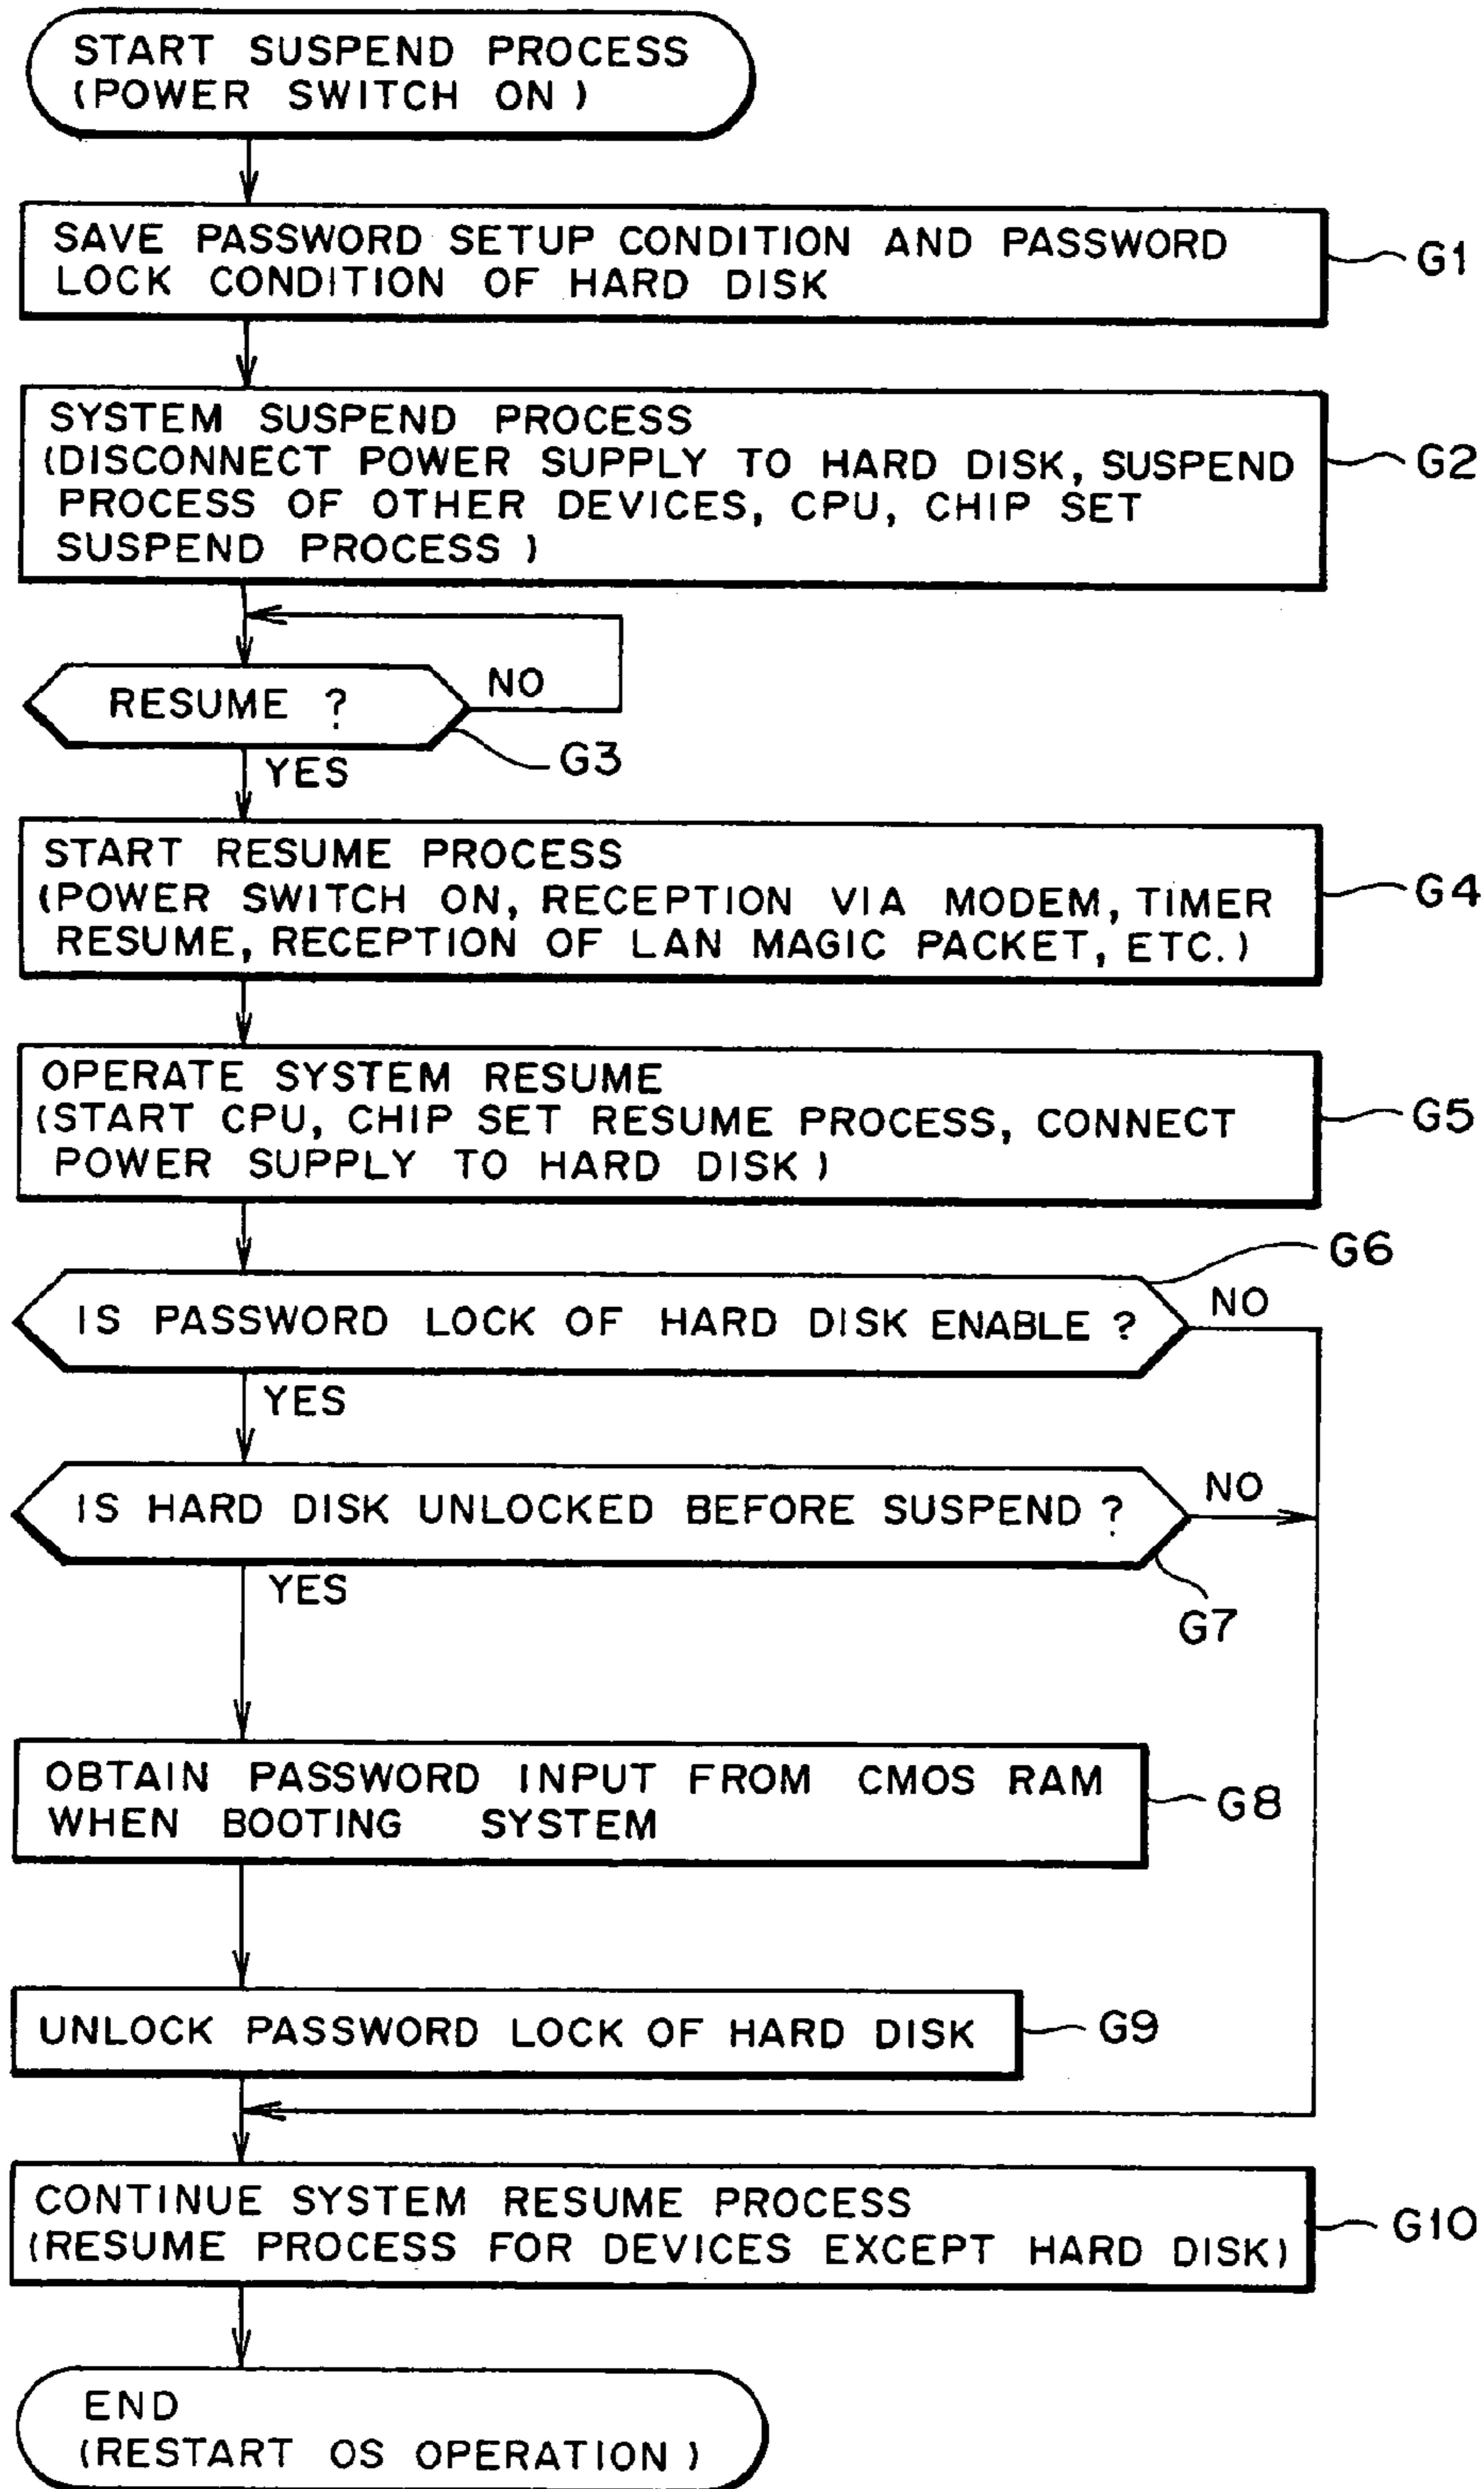 START SUSPEND PROCESS
(POWER SWITCH ON)
SAVE PASSWORD SETUP CONDITION AND PASSWORD
LOCK CONDITION OF HARD DISK
G1
SYSTEM SUSPEND PROCESS
(DISCONNECT POWER SUPPLY TO HARD DISK, SUSPEND
PROCESS OF OTHER DEVICES, CPU, CHIP SET
SUSPEND PROCESS)
G2
RESUME ?
NO
G3
YES
START RESUME PROCESS
(POWER SWITCH ON, RECEPTION VIA MODEM, TIMER
RESUME, RECEPTION OF LAN MAGIC PACKET, ETC.)
G4
OPERATE SYSTEM RESUME
(START CPU, CHIP SET RESUME PROCESS, CONNECT
POWER SUPPLY TO HARD DISK)
G5
G6
IS PASSWORD LOCK OF HARD DISK ENABLE ?
NO
YES
IS HARD DISK UNLOCKED BEFORE SUSPEND ?
NO
YES
G7
OBTAIN PASSWORD INPUT FROM CMOS RAM
WHEN BOOTING SYSTEM
G8
UNLOCK PASSWORD LOCK OF HARD DISK
G9
CONTINUE SYSTEM RESUME PROCESS
(RESUME PROCESS FOR DEVICES EXCEPT HARD DISK)
G10
END
(RESTART OS OPERATION)